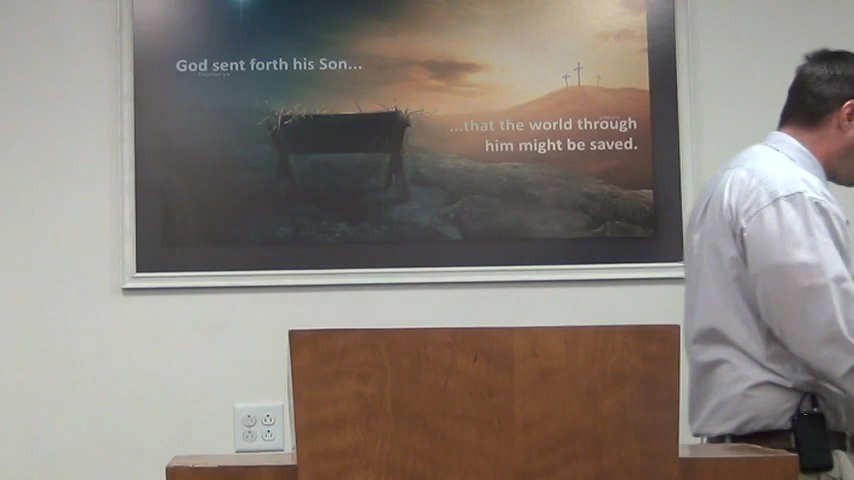 God sent forth his Son...
...that the world through
him might be saved.